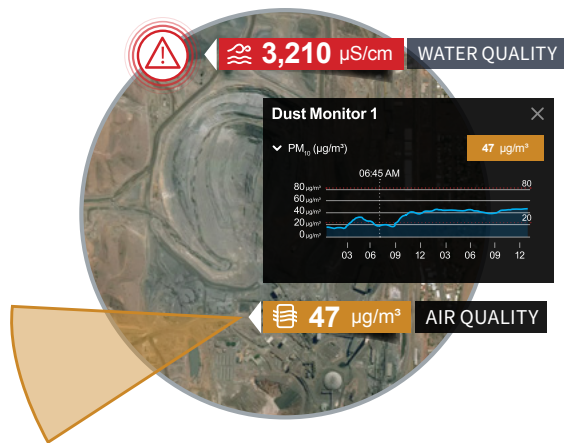 3,210 µS/cm WATER QUALITY
Dust Monitor 1
PM₁₀ (µg/m³) 47 µg/m³
06:45 AM
80 µg/m³ 80
60 µg/m³
40 µg/m³
20 µg/m³ 20
0 µg/m³
03 06 09 12 03 06 09 12
47 µg/m³ AIR QUALITY